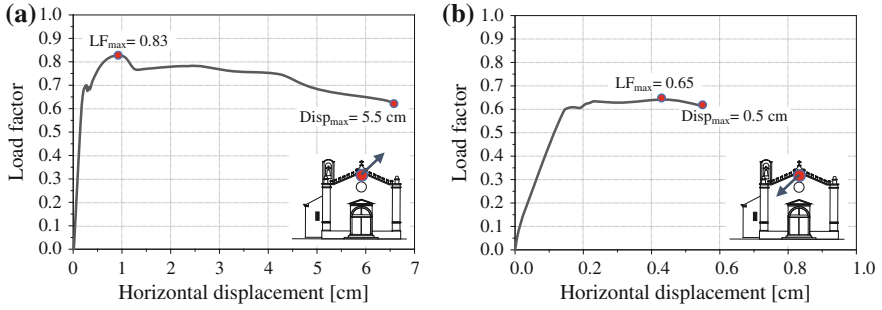 (a)
1.0
0.9
0.8
0.7
0.6
0.5
0.4
0.3
0.2
0.1
0.0
Load factor
LFmax= 0.83
Dispmax= 5.5 cm
0 1 2 3 4 5 6 7
Horizontal displacement [cm]
(b)
1.0
0.9
0.8
0.7
0.6
0.5
0.4
0.3
0.2
0.1
0.0
Load factor
LFmax = 0.65
Dispmax= 0.5 cm
0.0 0.2 0.4 0.6 0.8 1.0
Horizontal displacement [cm]